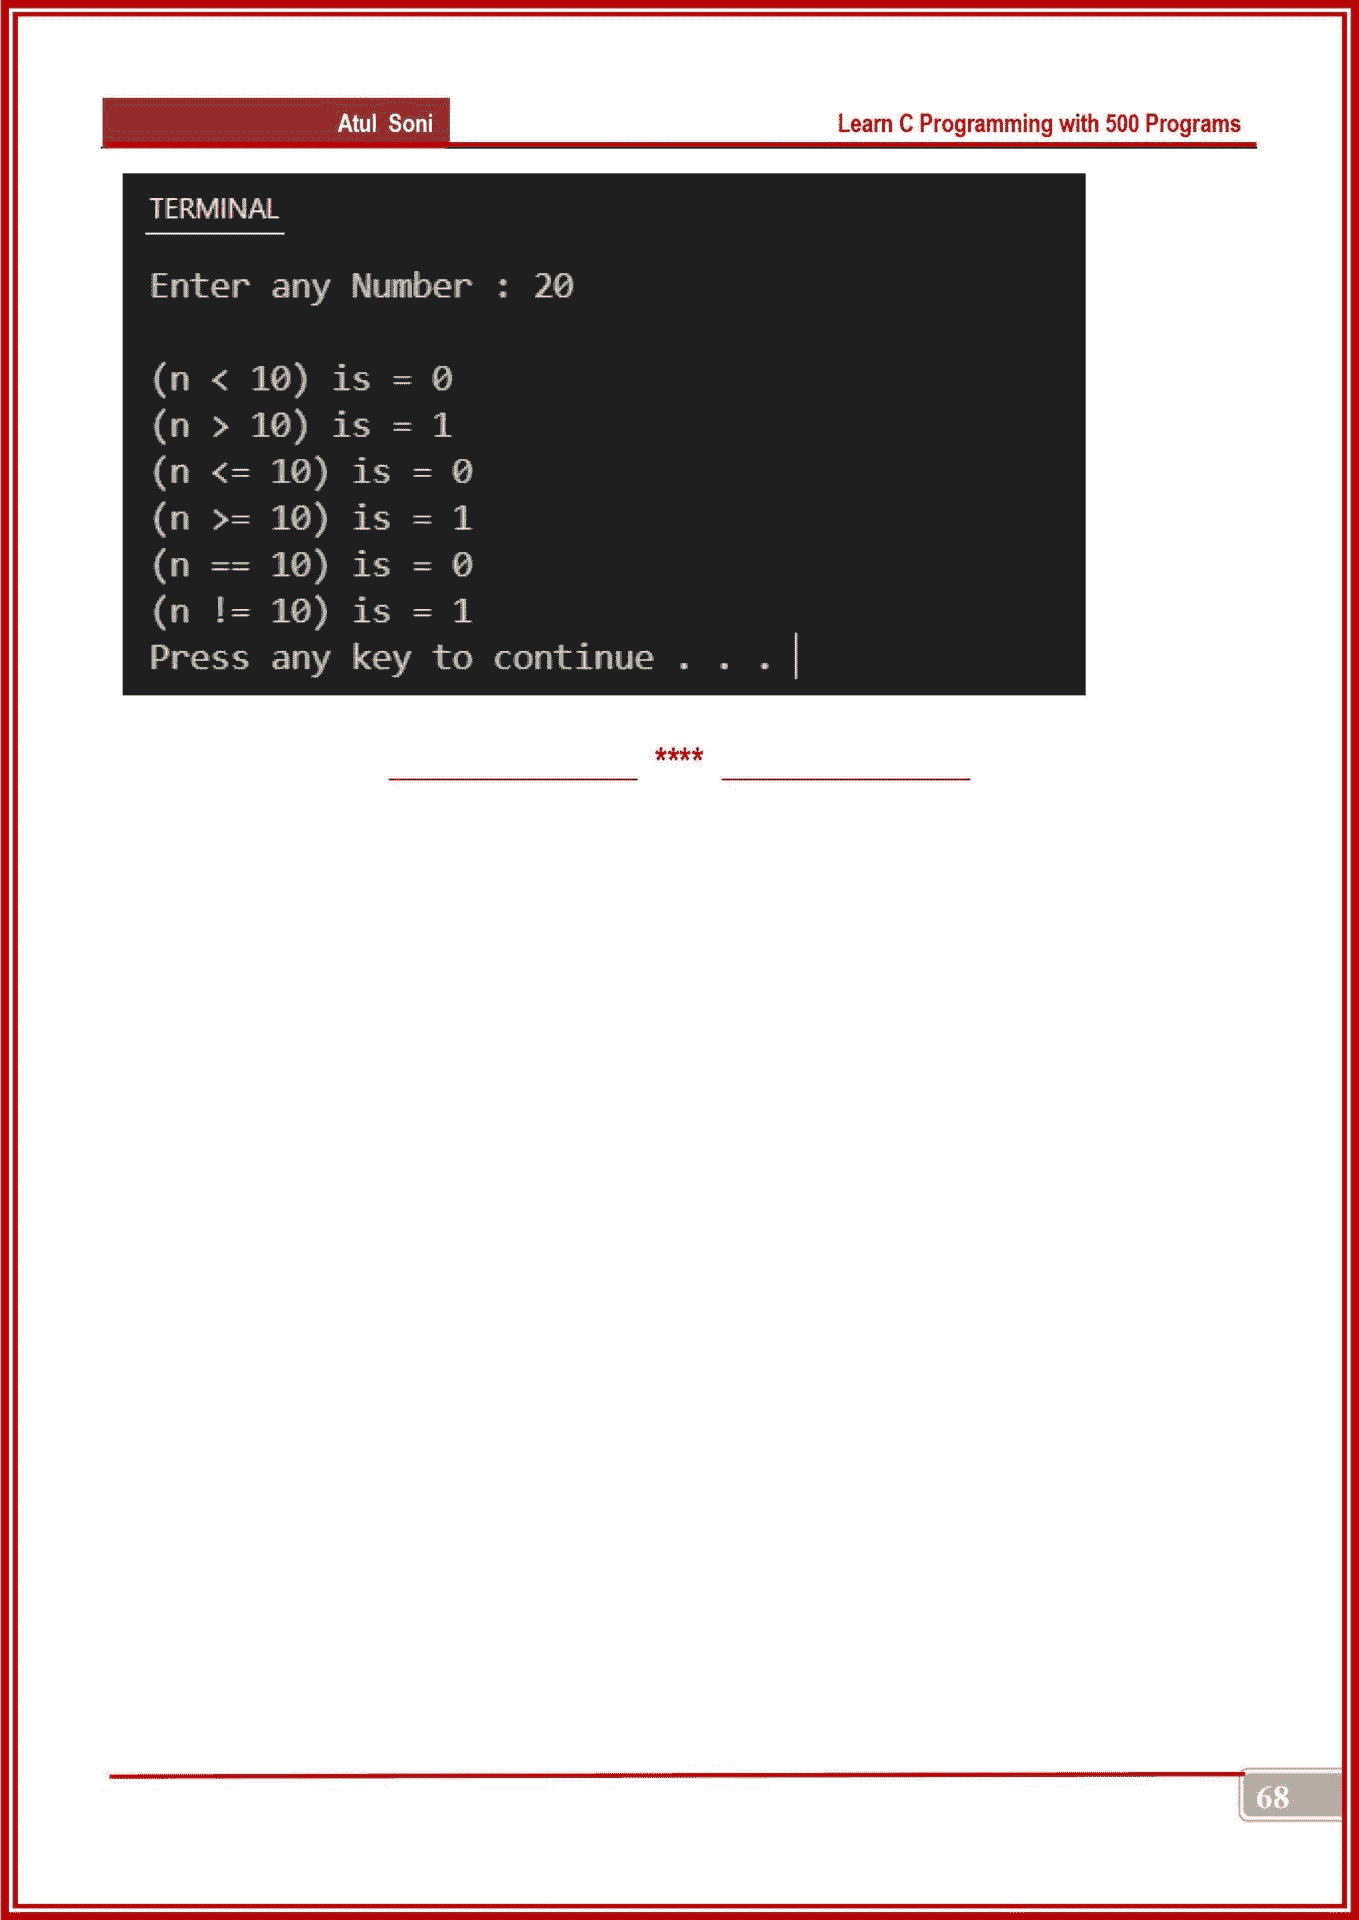 Atul Soni
Learn C Programming with 500 Programs
TERMINAL
Enter any Number : 20
(n < 10) is = 0
(n > 10) is = 1
(n <= 10) is = 0
(n >= 10) is = 1
(n == 10) is = 0
(n != 10) is = 1
Press any key to continue . . .
****
68